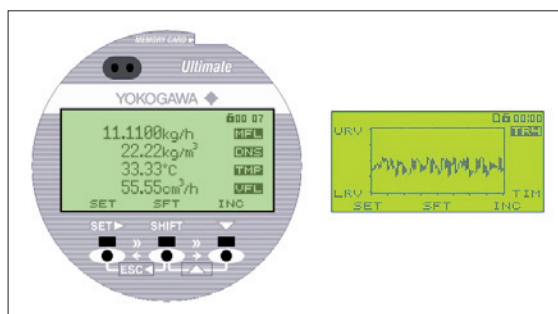 MEMORY CARD
Ultimate
YOKOGAWA
00 07
11.1100kg/h MFL
22.22kg/m³ DNS
33.33°C TMP
55.55cm³/h VFL
SET SFT INC
SET SHIFT
ESC
00:00
URV
LRV TIM
SET SFT INC